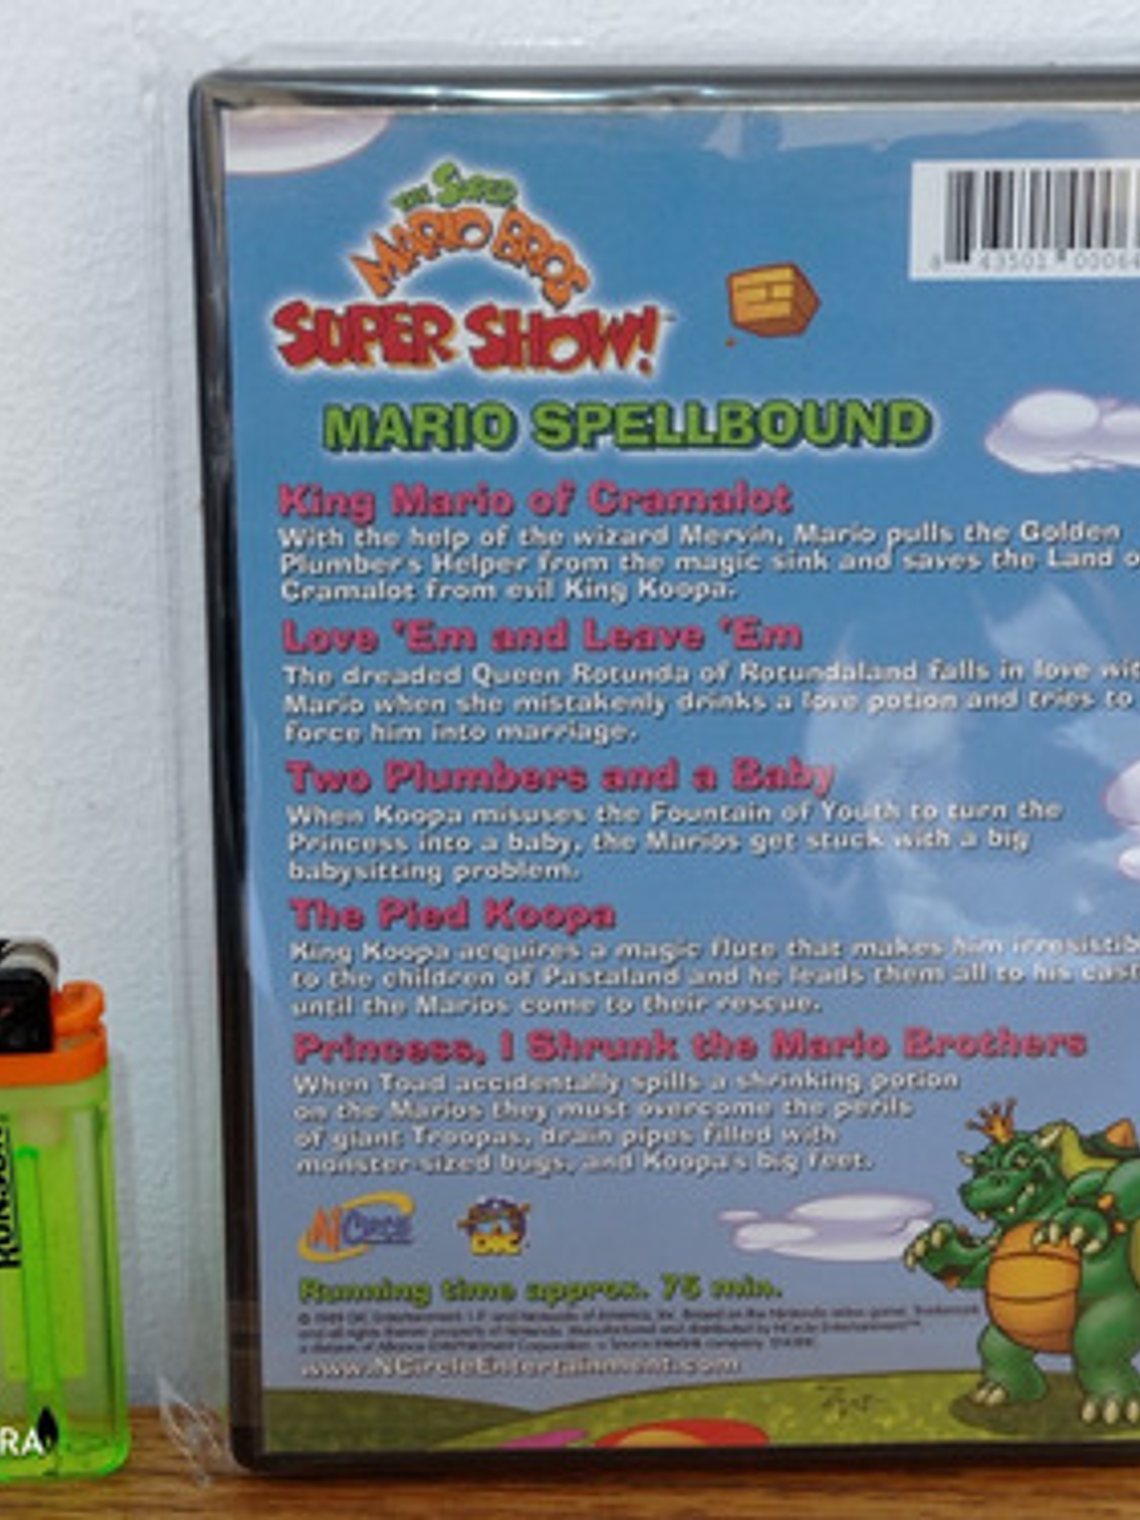 THE SUPER
MARIO BROS
SUPER SHOW!
43501
MARIO SPELLBOUND
King Mario of Cramalot
With the help of the wizard Mervin, Mario pulls the Golden
Plumber's Helper from the magic sink and saves the Land
Cramalot from evil King Koopa.
Love 'Em and Leave 'Em
The dreaded Queen Rotunda of Rotundaland falls in love
Mario when she mistakenly drinks a love potion and tries to
force him into marriage.
Two Plumbers and a Baby
When Koopa misuses the Fountain of Youth to turn the
Princess into a baby, the Marios get stuck with a big
babysitting problem.
The Pied Koopa
King Koopa acquires a magic flute that makes him irresistib
to the children of Pastaland and he leads them all to his cast
until the Marios come to their rescue.
Princess, I Shrunk the Mario Brothers
When Toad accidentally spills a shrinking potion
on the Marios they must overcome the perils
of giant Troopas, drain pipes filled with
monster-sized bugs, and Koopa's big feet.
NCircle DIC
Running time approx. 75 min.
www.NCircleEntertainment.com
RA